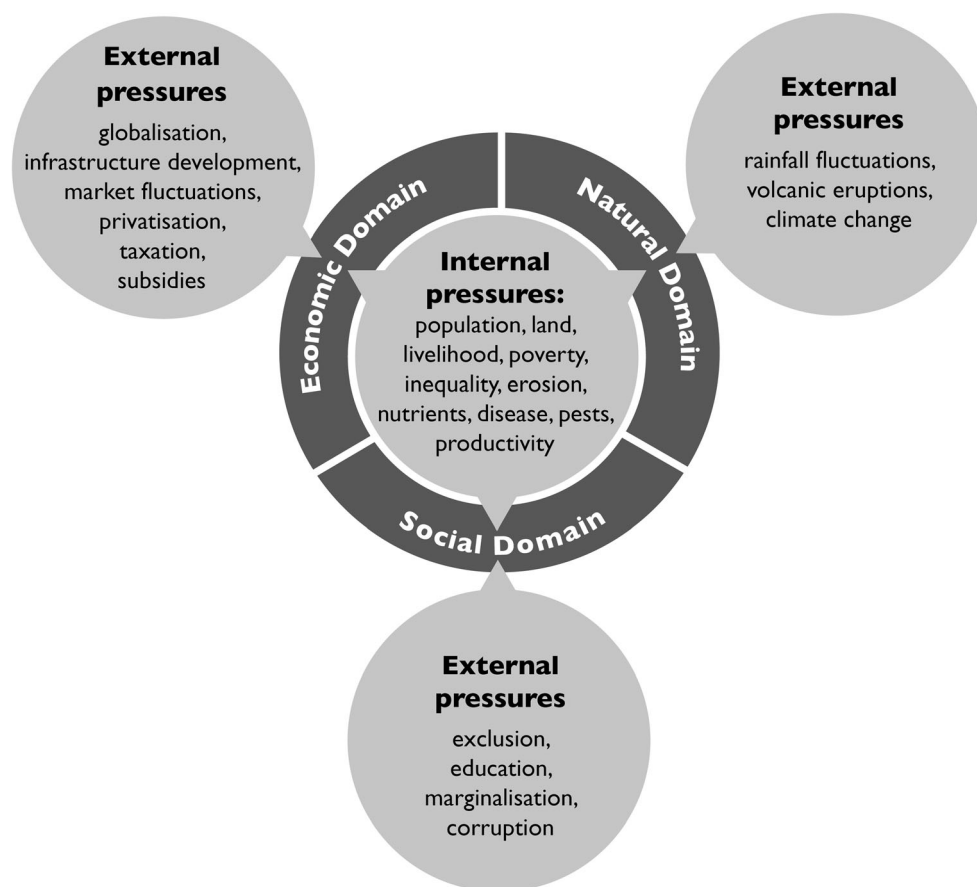 External
pressures
globalisation,
infrastructure development,
market fluctuations,
privatisation,
taxation,
subsidies
External
pressures
rainfall fluctuations,
volcanic eruptions,
climate change
Economic Domain
Natural Domain
Internal
pressures:
population, land,
livelihood, poverty,
inequality, erosion,
nutrients, disease, pests,
productivity
Social Domain
External
pressures
exclusion,
education,
marginalisation,
corruption